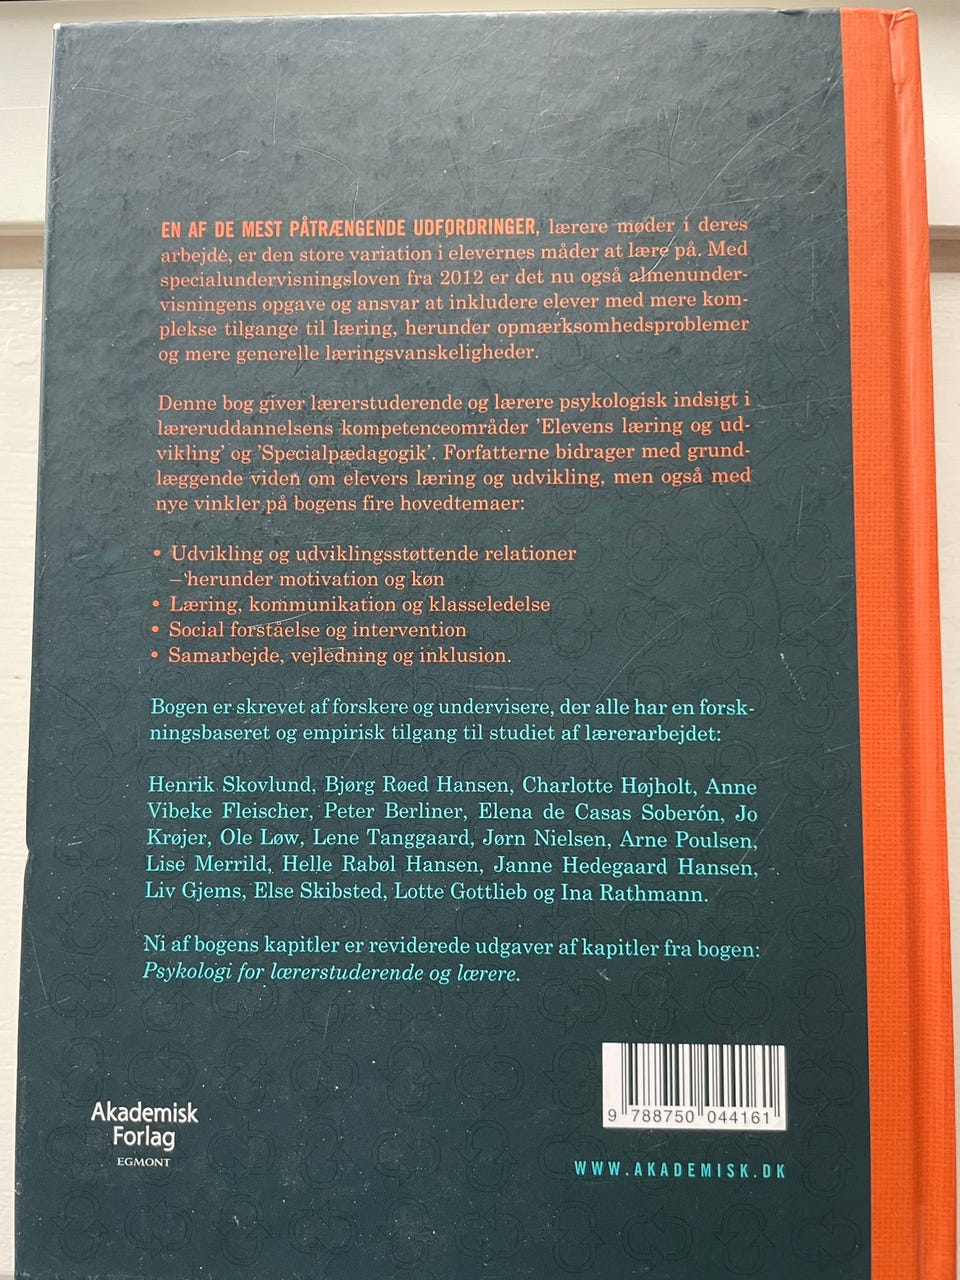 EN AF DE MEST PÅTRÆNGENDE UDFORDRINGER, lærere møder i deres
arbejde, er den store variation i elevernes måder at lære på. Med
specialundervisningsloven fra 2012 er det nu også almenunder-
visningens opgave og ansvar at inkludere elever med mere kom-
plekse tilgange til læring, herunder opmærksomhedsproblemer
og mere generelle læringsvanskeligheder.
Denne bog giver lærerstuderende og lærere psykologisk indsigt i
læreruddannelsens kompetenceområder 'Elevens læring og ud-
vikling' og 'Specialpædagogik'. Forfatterne bidrager med grund-
læggende viden om elevers læring og udvikling, men også med
nye vinkler på bogens fire hovedtemaer:
• Udvikling og udviklingsstøttende relationer
– herunder motivation og køn
• Læring, kommunikation og klasseledelse
• Social forståelse og intervention
• Samarbejde, vejledning og inklusion.
Bogen er skrevet af forskere og undervisere, der alle har en forsk-
ningsbaseret og empirisk tilgang til studiet af lærerarbejdet:
Henrik Skovlund, Bjørg Røed Hansen, Charlotte Højholt, Anne
Vibeke Fleischer, Peter Berliner, Elena de Casas Soberón, Jo
Krøjer, Ole Løw, Lene Tanggaard, Jørn Nielsen, Arne Poulsen,
Lise Merrild, Helle Rabøl Hansen, Janne Hedegaard Hansen,
Liv Gjems, Else Skibsted, Lotte Gottlieb og Ina Rathmann.
Ni af bogens kapitler er reviderede udgaver af kapitler fra bogen:
Psykologi for lærerstuderende og lærere.
Akademisk
Forlag
EGMONT
9 788750 044161
WWW.AKADEMISK.DK